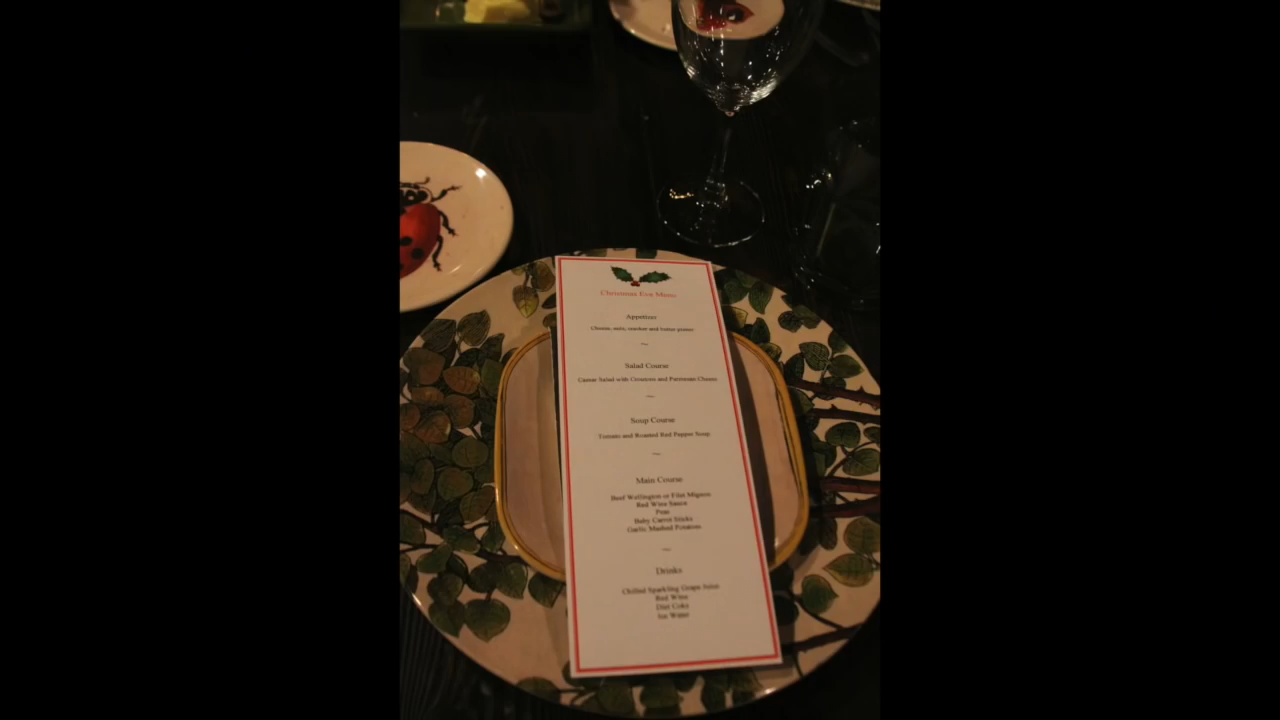 Christmas Eve Menu
Appetizer
Cheese, nuts, cracker and butter platter
~
Salad Course
Caesar Salad with Croutons and Parmesan Cheese
~
Soup Course
Tomato and Roasted Red Pepper Soup
~
Main Course
Beef Wellington or Filet Mignon
Red Wine Sauce
Peas
Baby Carrot Sticks
Garlic Mashed Potatoes
~
Drinks
Chilled Sparkling Grape Juice
Red Wine
Diet Coke
Ice Water